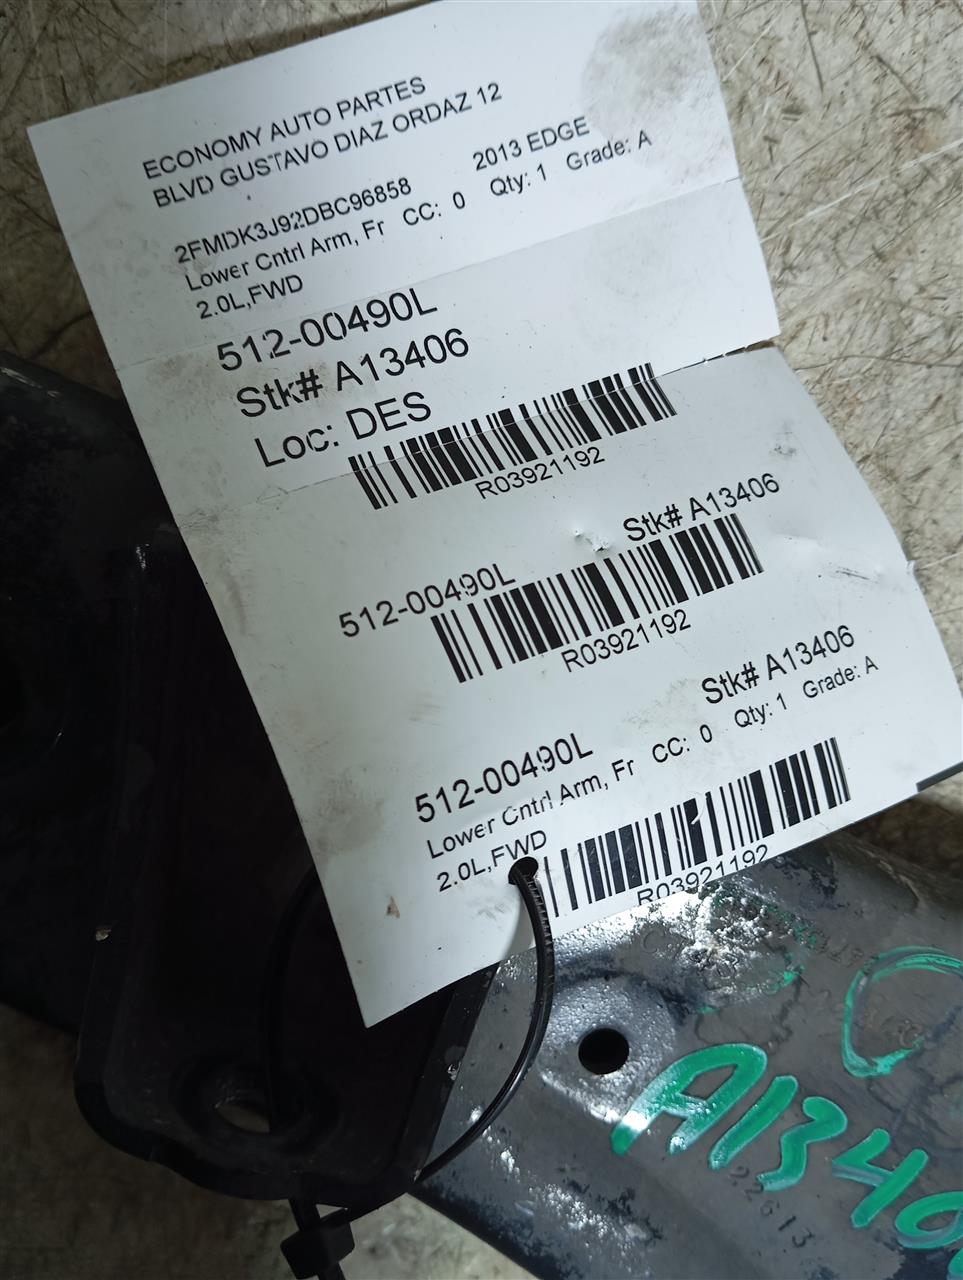 ECONOMY AUTO PARTES
BLVD GUSTAVO DIAZ ORDAZ 12
2FMDK3J92DBC96858 2013 EDGE
Lower Cntrl Arm, Fr CC: 0 Qty: 1 Grade: A
2.0L,FWD
512-00490L
Stk# A13406
Loc: DES
R03921192
512-00490L Stk# A13406
R03921192
512-00490L Stk# A13406
Lower Cntrl Arm, Fr CC: 0 Qty: 1 Grade: A
2.0L,FWD
R03921192
A1340
22613